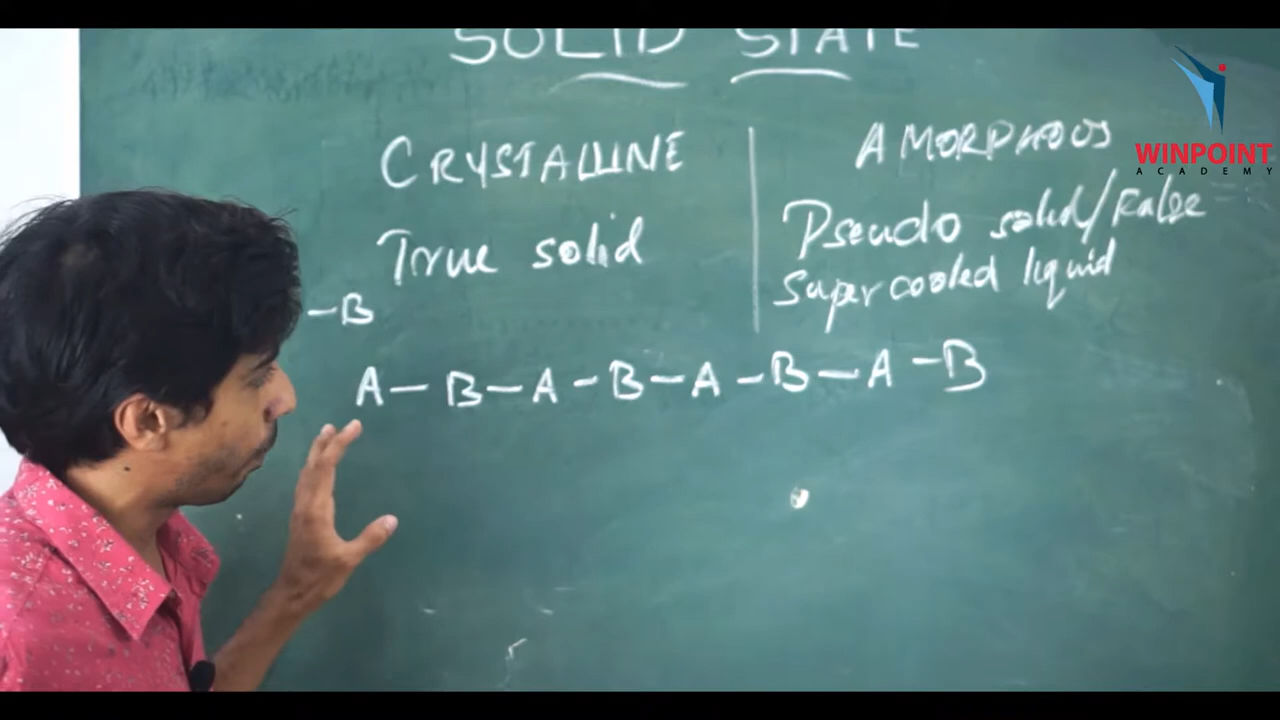 SOLID STATE
CRYSTALLINE
AMORPHOUS
True solid
Pseudo solid/False
Supercooled liquid
-B
A-B-A-B-A-B-A-B
WINPOINT
ACADEMY